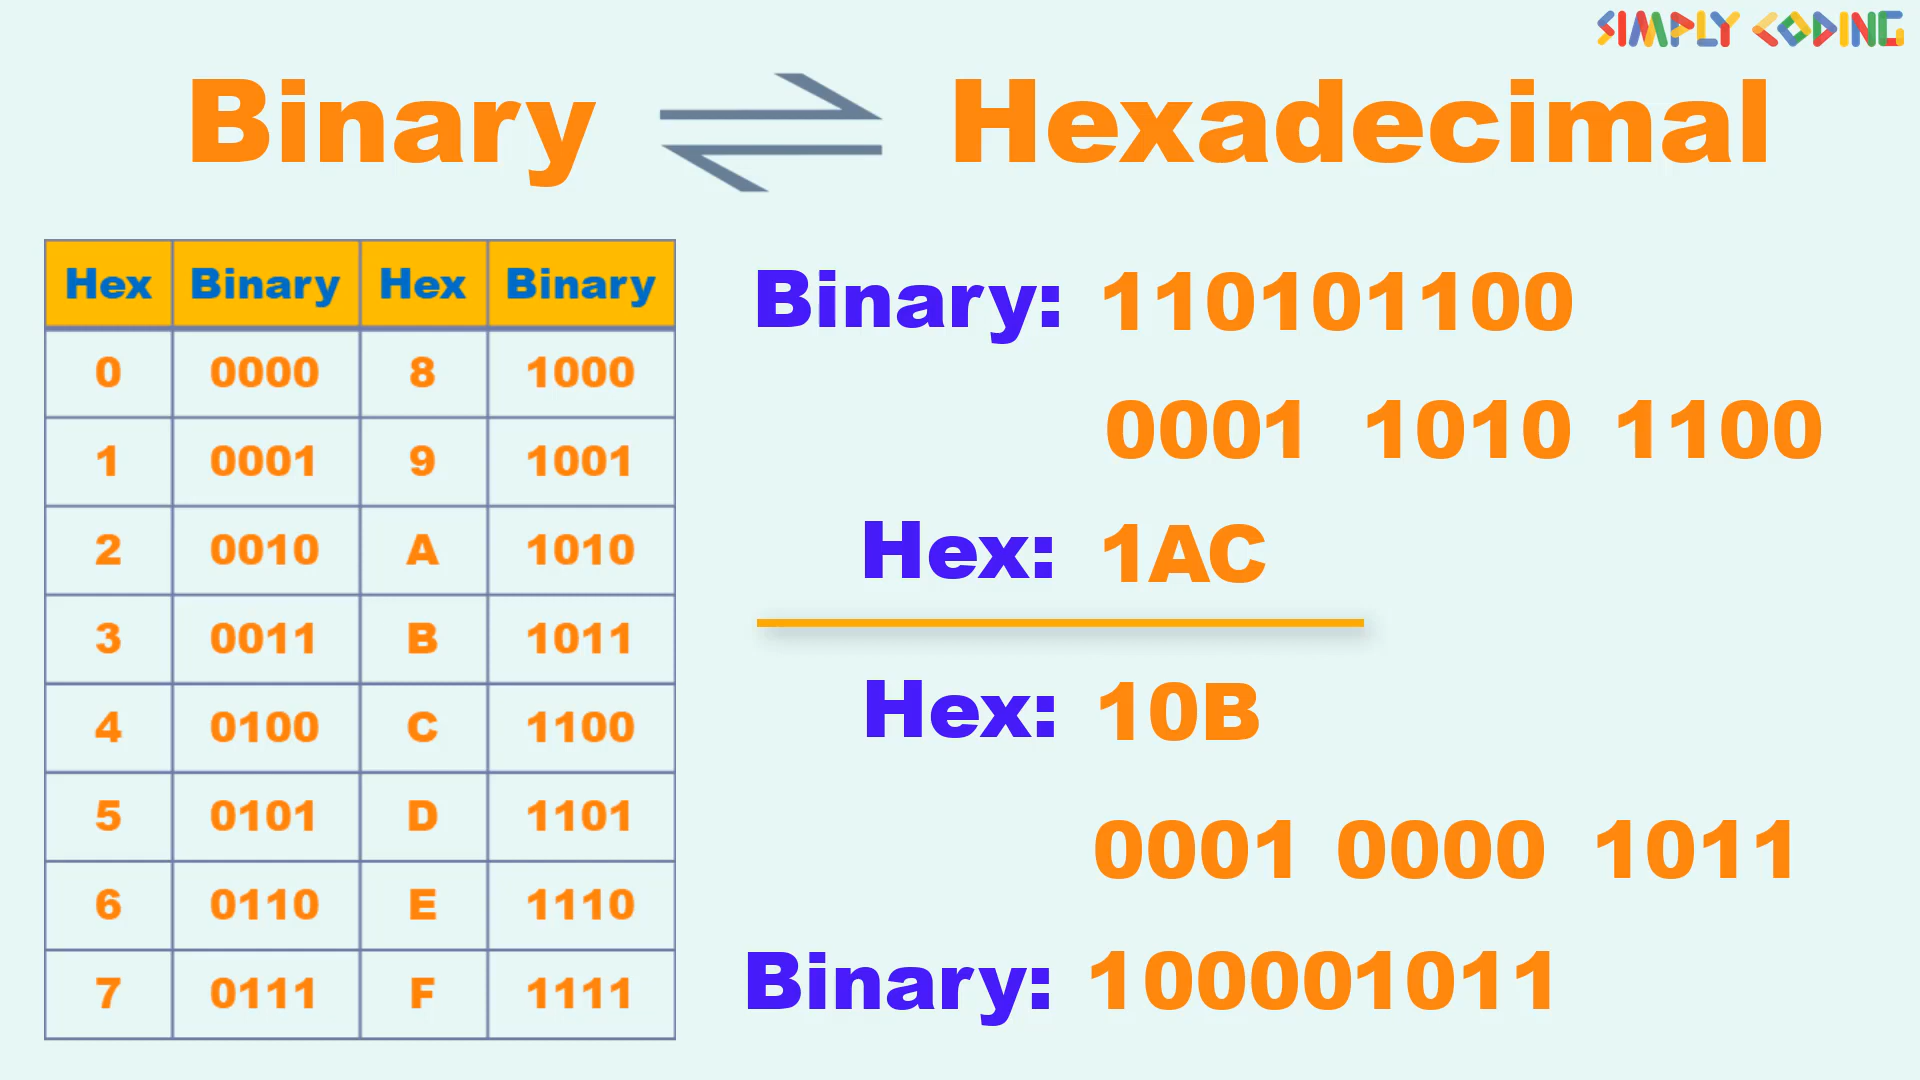 SIMPLY CODING
Binary Hexadecimal
Hex Binary Hex Binary
0 0000 8 1000
1 0001 9 1001
2 0010 A 1010
3 0011 B 1011
4 0100 C 1100
5 0101 D 1101
6 0110 E 1110
7 0111 F 1111
Binary: 110101100
0001 1010 1100
Hex: 1AC
Hex: 10B
0001 0000 1011
Binary: 100001011